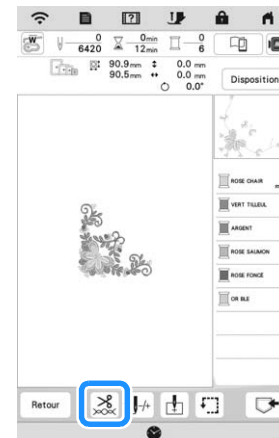 W 0 0min 0
6420 12min 6
90.9mm 0.0 mm
90.5mm 0.0 mm
0.0° Disposition
ROSE CHAIR
VERT TILLEUL
ARGENT
ROSE SAUMON
ROSE FONCÉ
OR BLE
Retour -/+